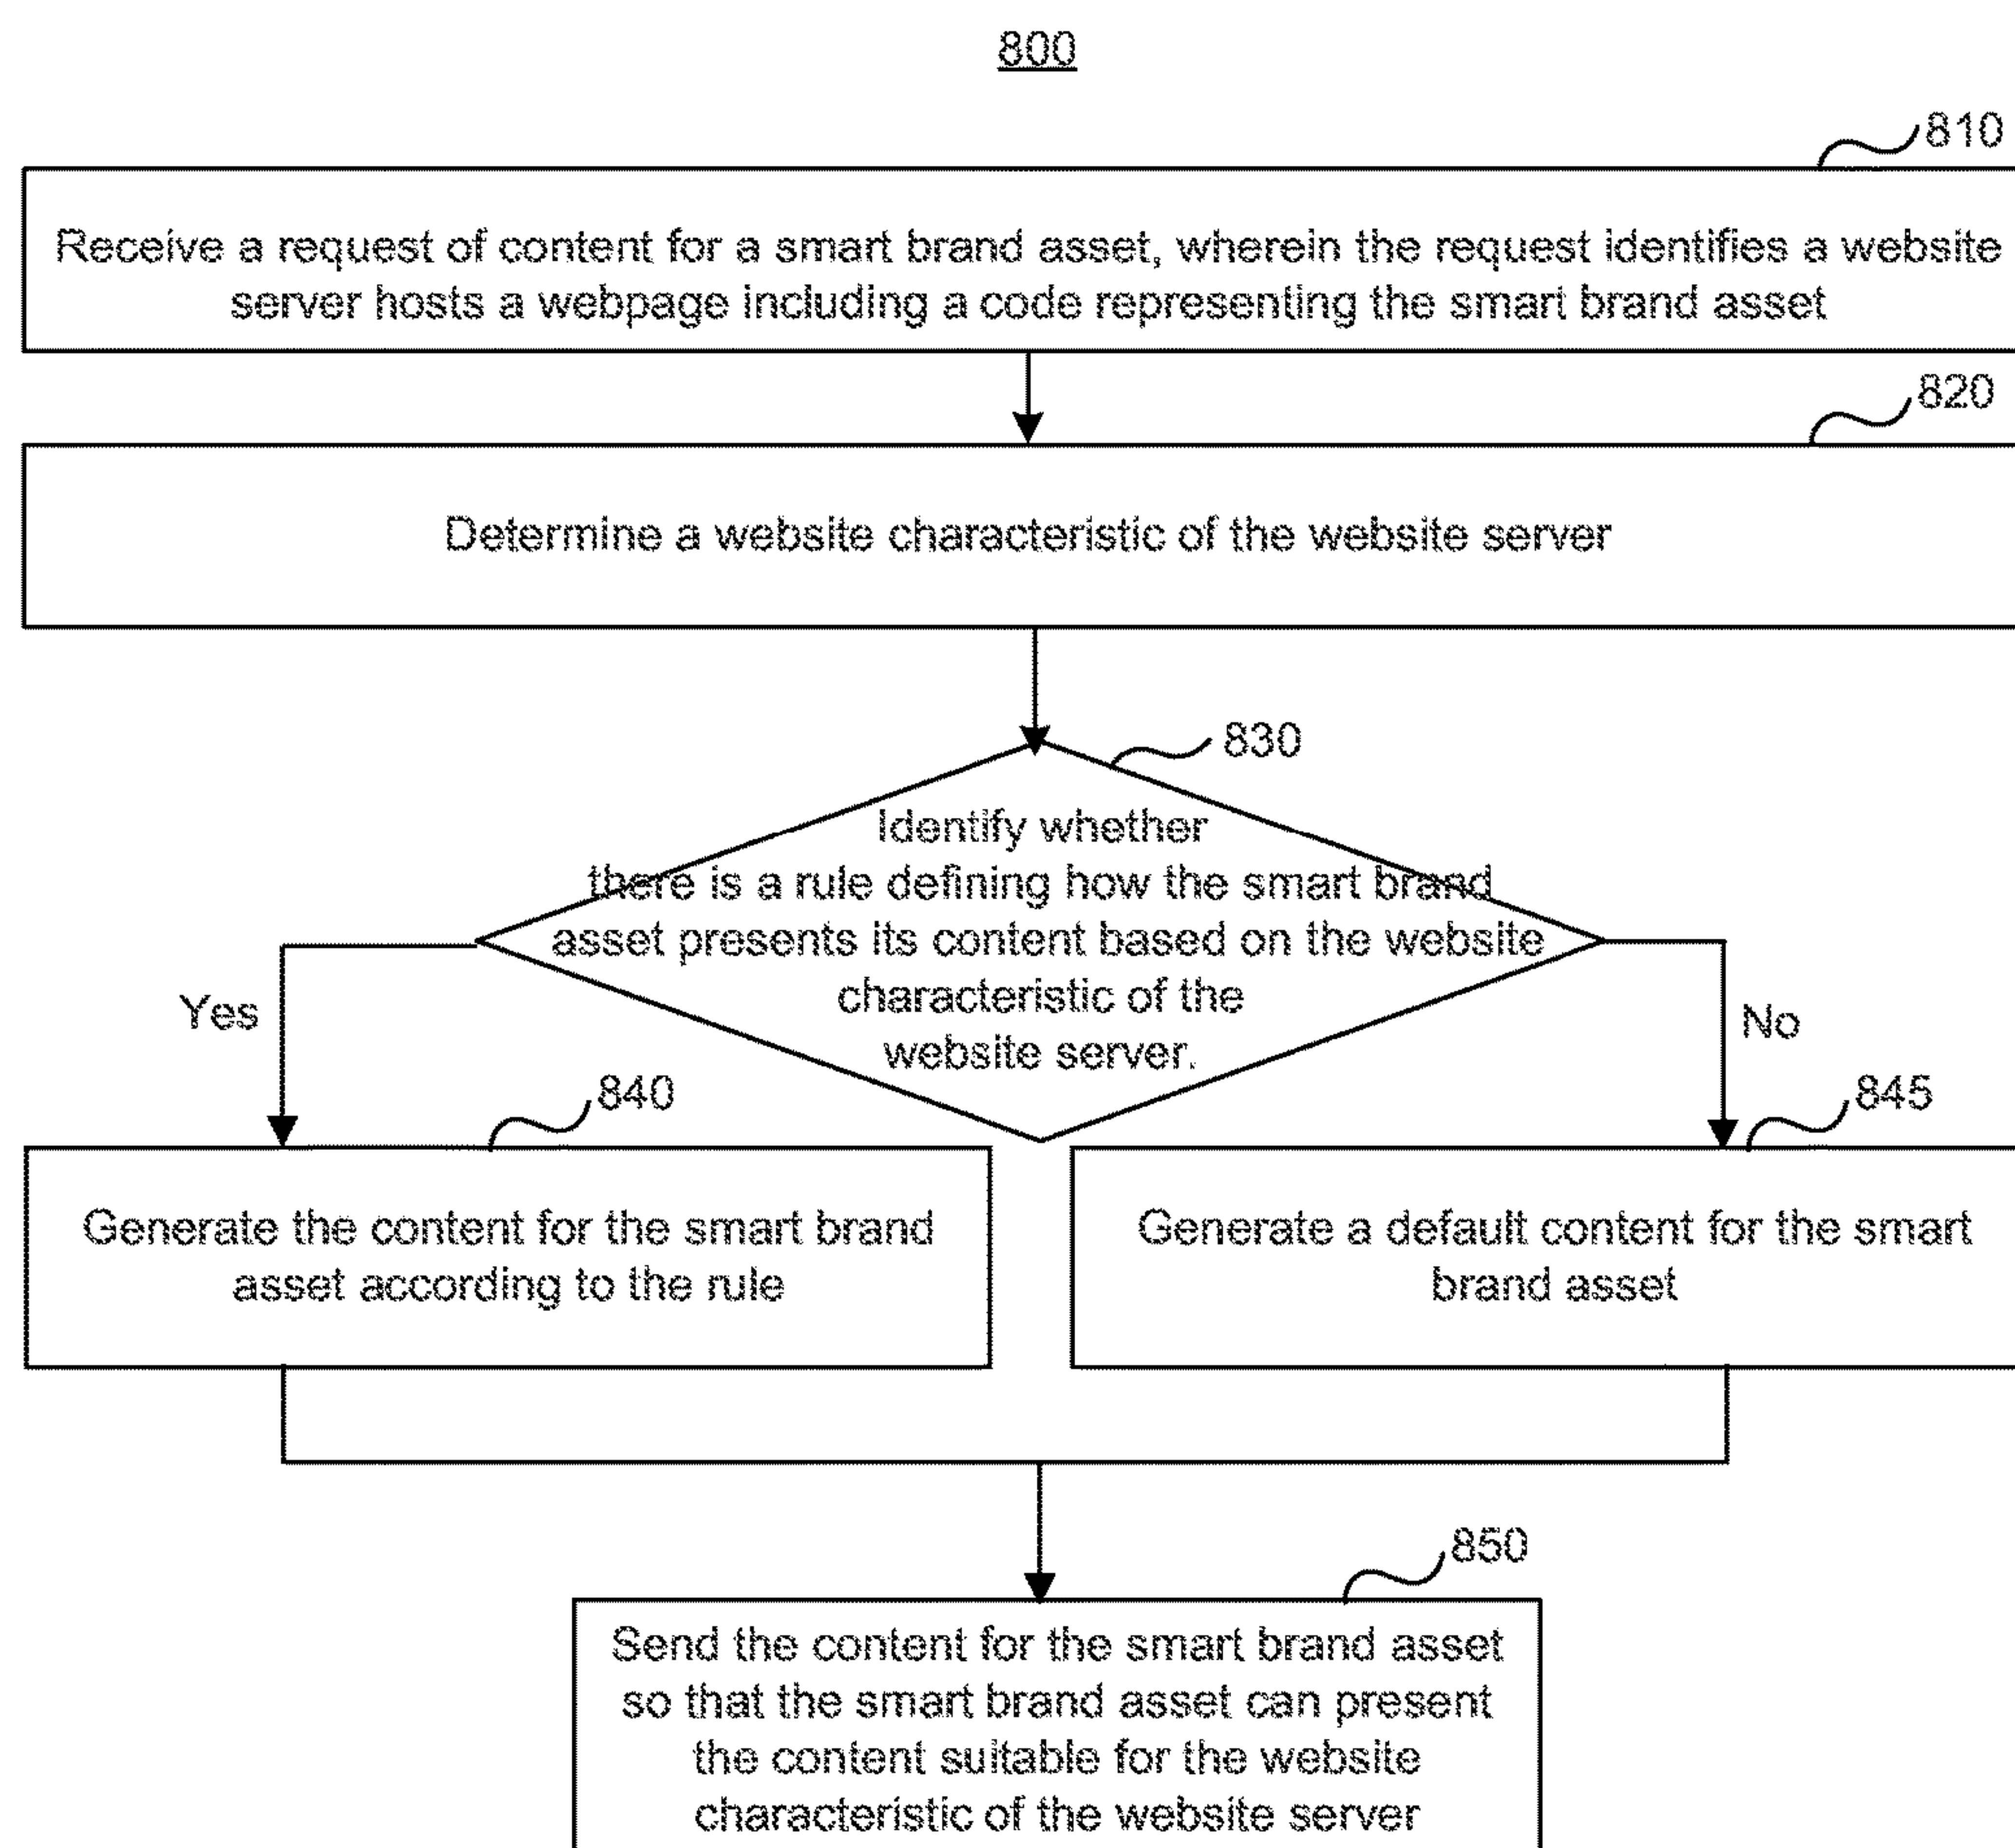 800
810
Receive a request of content for a smart brand asset, wherein the request identifies a website
server hosts a webpage including a code representing the smart brand asset
820
Determine a website characteristic of the website server
830
Identify whether
there is a rule defining how the smart brand
asset presents its content based on the website
characteristic of the
website server.
Yes
No
840
845
Generate the content for the smart brand
asset according to the rule
Generate a default content for the smart
brand asset
850
Send the content for the smart brand asset
so that the smart brand asset can present
the content suitable for the website
characteristic of the website server